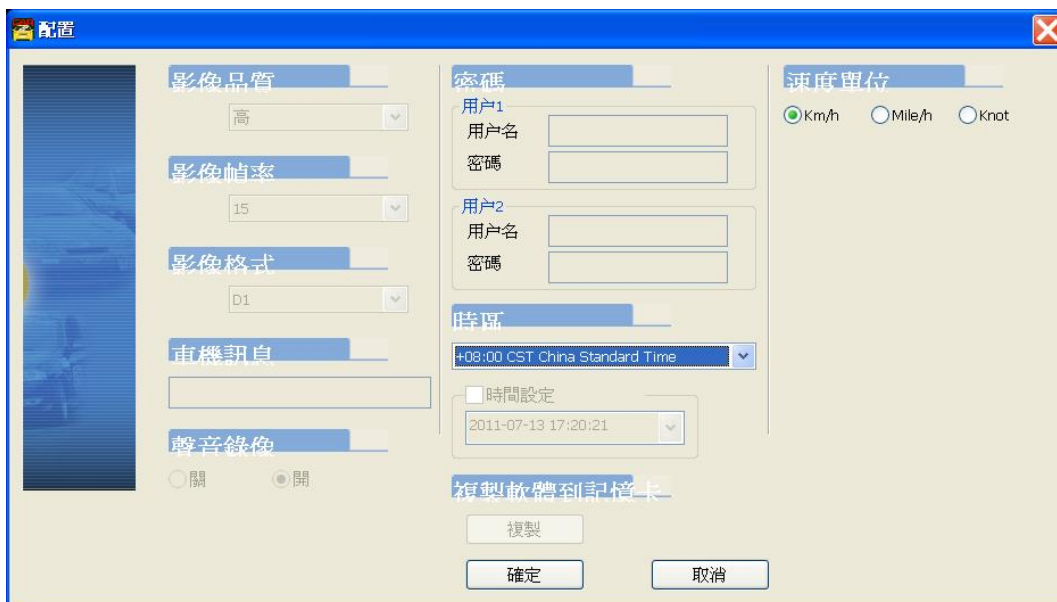 配置
影像品質
高
影像幀率
15
影像格式
D1
車機訊息
聲音錄像
關 開
密碼
用户1
用户名
密碼
用户2
用户名
密碼
時區
+08:00 CST China Standard Time
時間設定
2011-07-13 17:20:21
複製軟體到記憶卡
複製
確定 取消
速度單位
Km/h Mile/h Knot